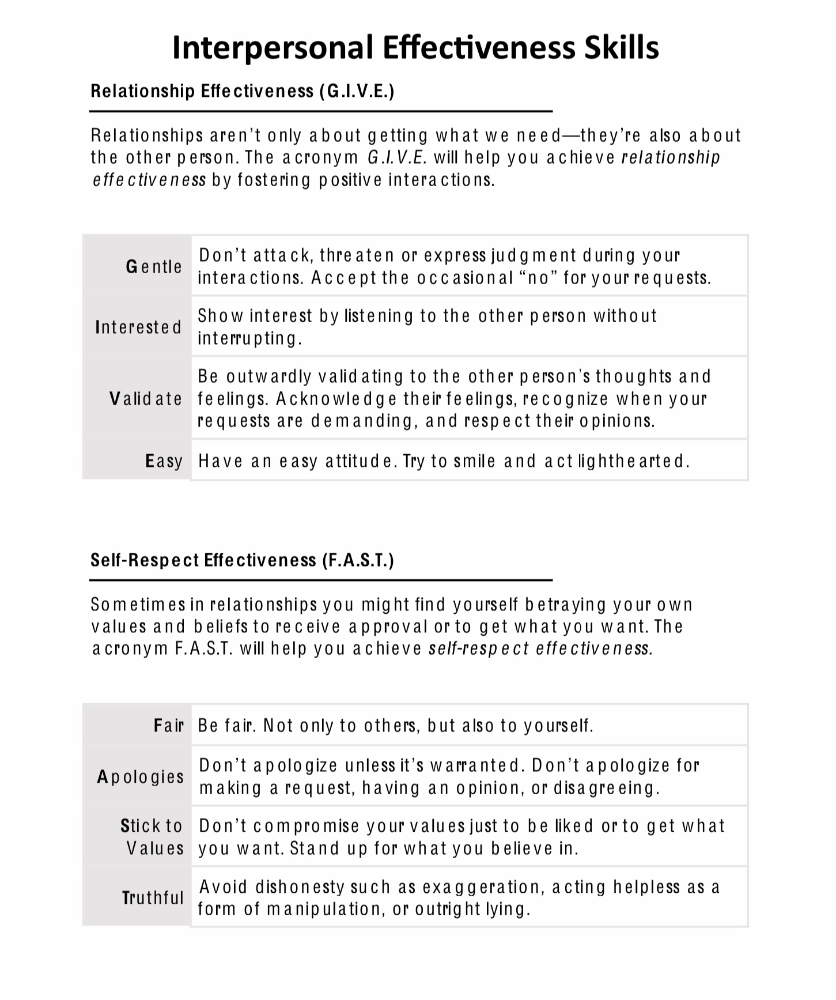 Interpersonal Effectiveness Skills
Relationship Effectiveness (G.I.V.E.)
Relationships aren’t only about getting what we need—they’re also about
the other person. The acronym G.I.V.E. will help you achieve relationship
effectiveness by fostering positive interactions.
Gentle
Don’t attack, threaten or express judgment during your
interactions. Accept the occasional “no” for your requests.
Interested
Show interest by listening to the other person without
interrupting.
Validate
Be outwardly validating to the other person’s thoughts and
feelings. Acknowledge their feelings, recognize when your
requests are demanding, and respect their opinions.
Easy
Have an easy attitude. Try to smile and act lighthearted.
Self-Respect Effectiveness (F.A.S.T.)
Sometimes in relationships you might find yourself betraying your own
values and beliefs to receive approval or to get what you want. The
acronym F.A.S.T. will help you achieve self-respect effectiveness.
Fair
Be fair. Not only to others, but also to yourself.
Apologies
Don’t apologize unless it’s warranted. Don’t apologize for
making a request, having an opinion, or disagreeing.
Stick to
Values
Don’t compromise your values just to be liked or to get what
you want. Stand up for what you believe in.
Truthful
Avoid dishonesty such as exaggeration, acting helpless as a
form of manipulation, or outright lying.